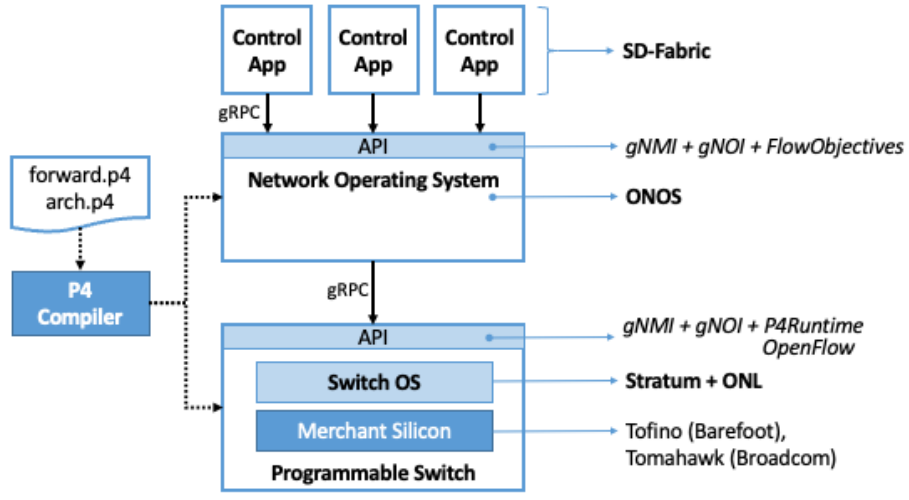 Control
App
Control
App
Control
App
SD-Fabric
gRPC
API
gNMI + gNOI + FlowObjectives
Network Operating System
ONOS
forward.p4
arch.p4
P4
Compiler
gRPC
API
gNMI + gNOI + P4Runtime
OpenFlow
Switch OS
Stratum + ONL
Merchant Silicon
Tofino (Barefoot),
Tomahawk (Broadcom)
Programmable Switch